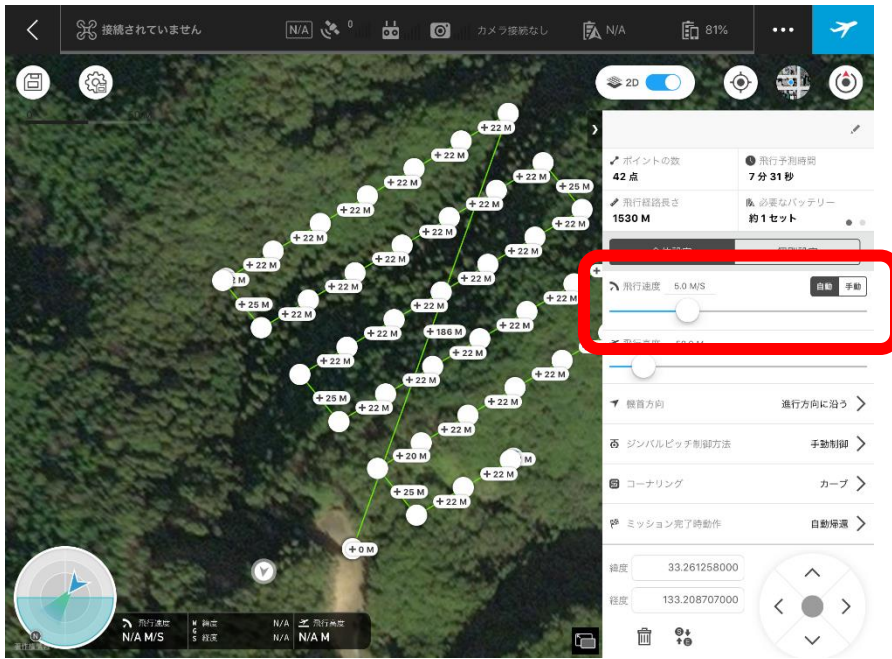 接続されていません
N/A
0
カメラ接続なし
N/A
81%
2D
ポイントの数
42 点
飛行予測時間
7 分 31 秒
飛行経路長さ
1530 M
必要なバッテリー
約 1 セット
飛行速度 5.0 M/S
自動 手動
機首方向
進行方向に沿う
ジンバルピッチ制御方法
手動制御
コーナリング
カーブ
ミッション完了時動作
自動帰還
緯度
33.261258000
経度
133.208707000
+ 22 M
+ 22 M
+ 22 M
+ 22 M
+ 25 M
+ 22 M
+ 22 M
+ 22 M
+ 22 M
+ 22 M
+ 22 M
+ 22 M
+ 22 M
+ 25 M
+ 22 M
+ 22 M
+ 22 M
+ 22 M
+ 186 M
+ 22 M
+ 22 M
+ 22 M
+ 22 M
+ 22 M
+ 25 M
+ 22 M
+ 22 M
+ 20 M
+ 22 M
+ 25 M
+ 22 M
+ 0 M
飛行速度
N/A M/S
緯度 N/A
G
S 経度 N/A
飛行高度
N/A M
N